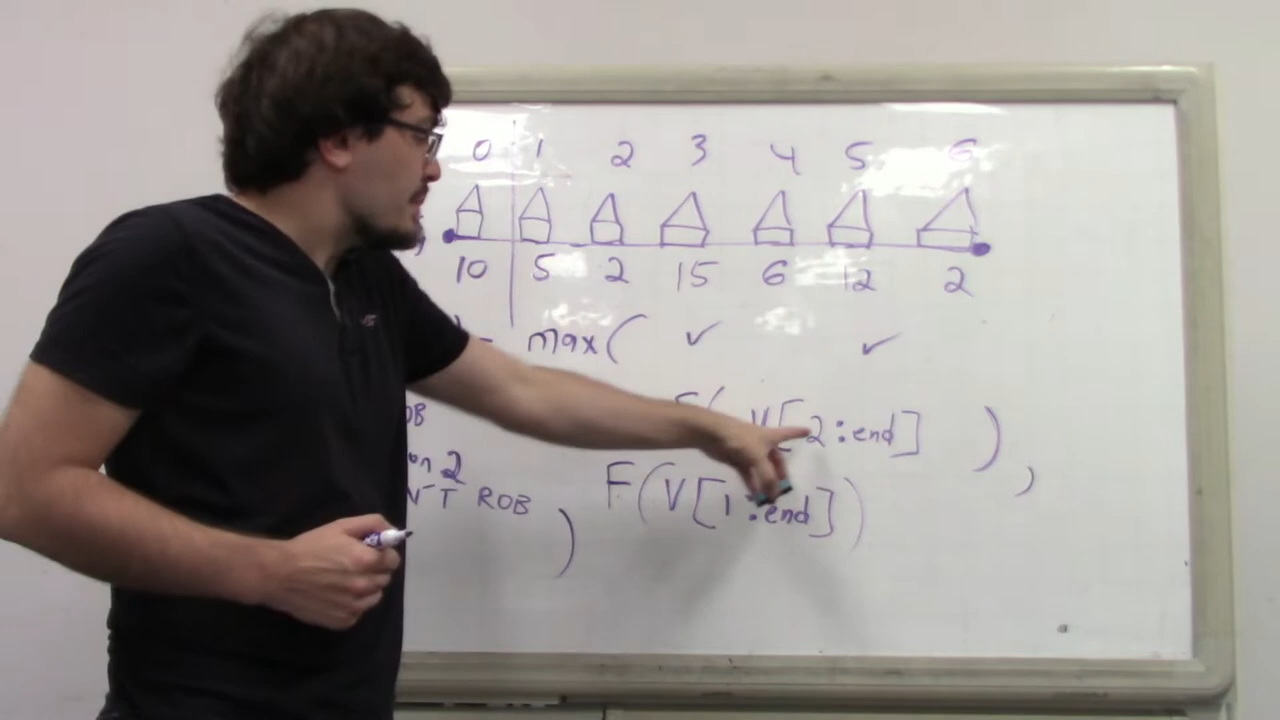 0 1 2 3 4 5 6
10 5 2 15 6 12 2
max( ✓ ✓
V[2:end] ) ,
2
ROB F(V[1:end])
)